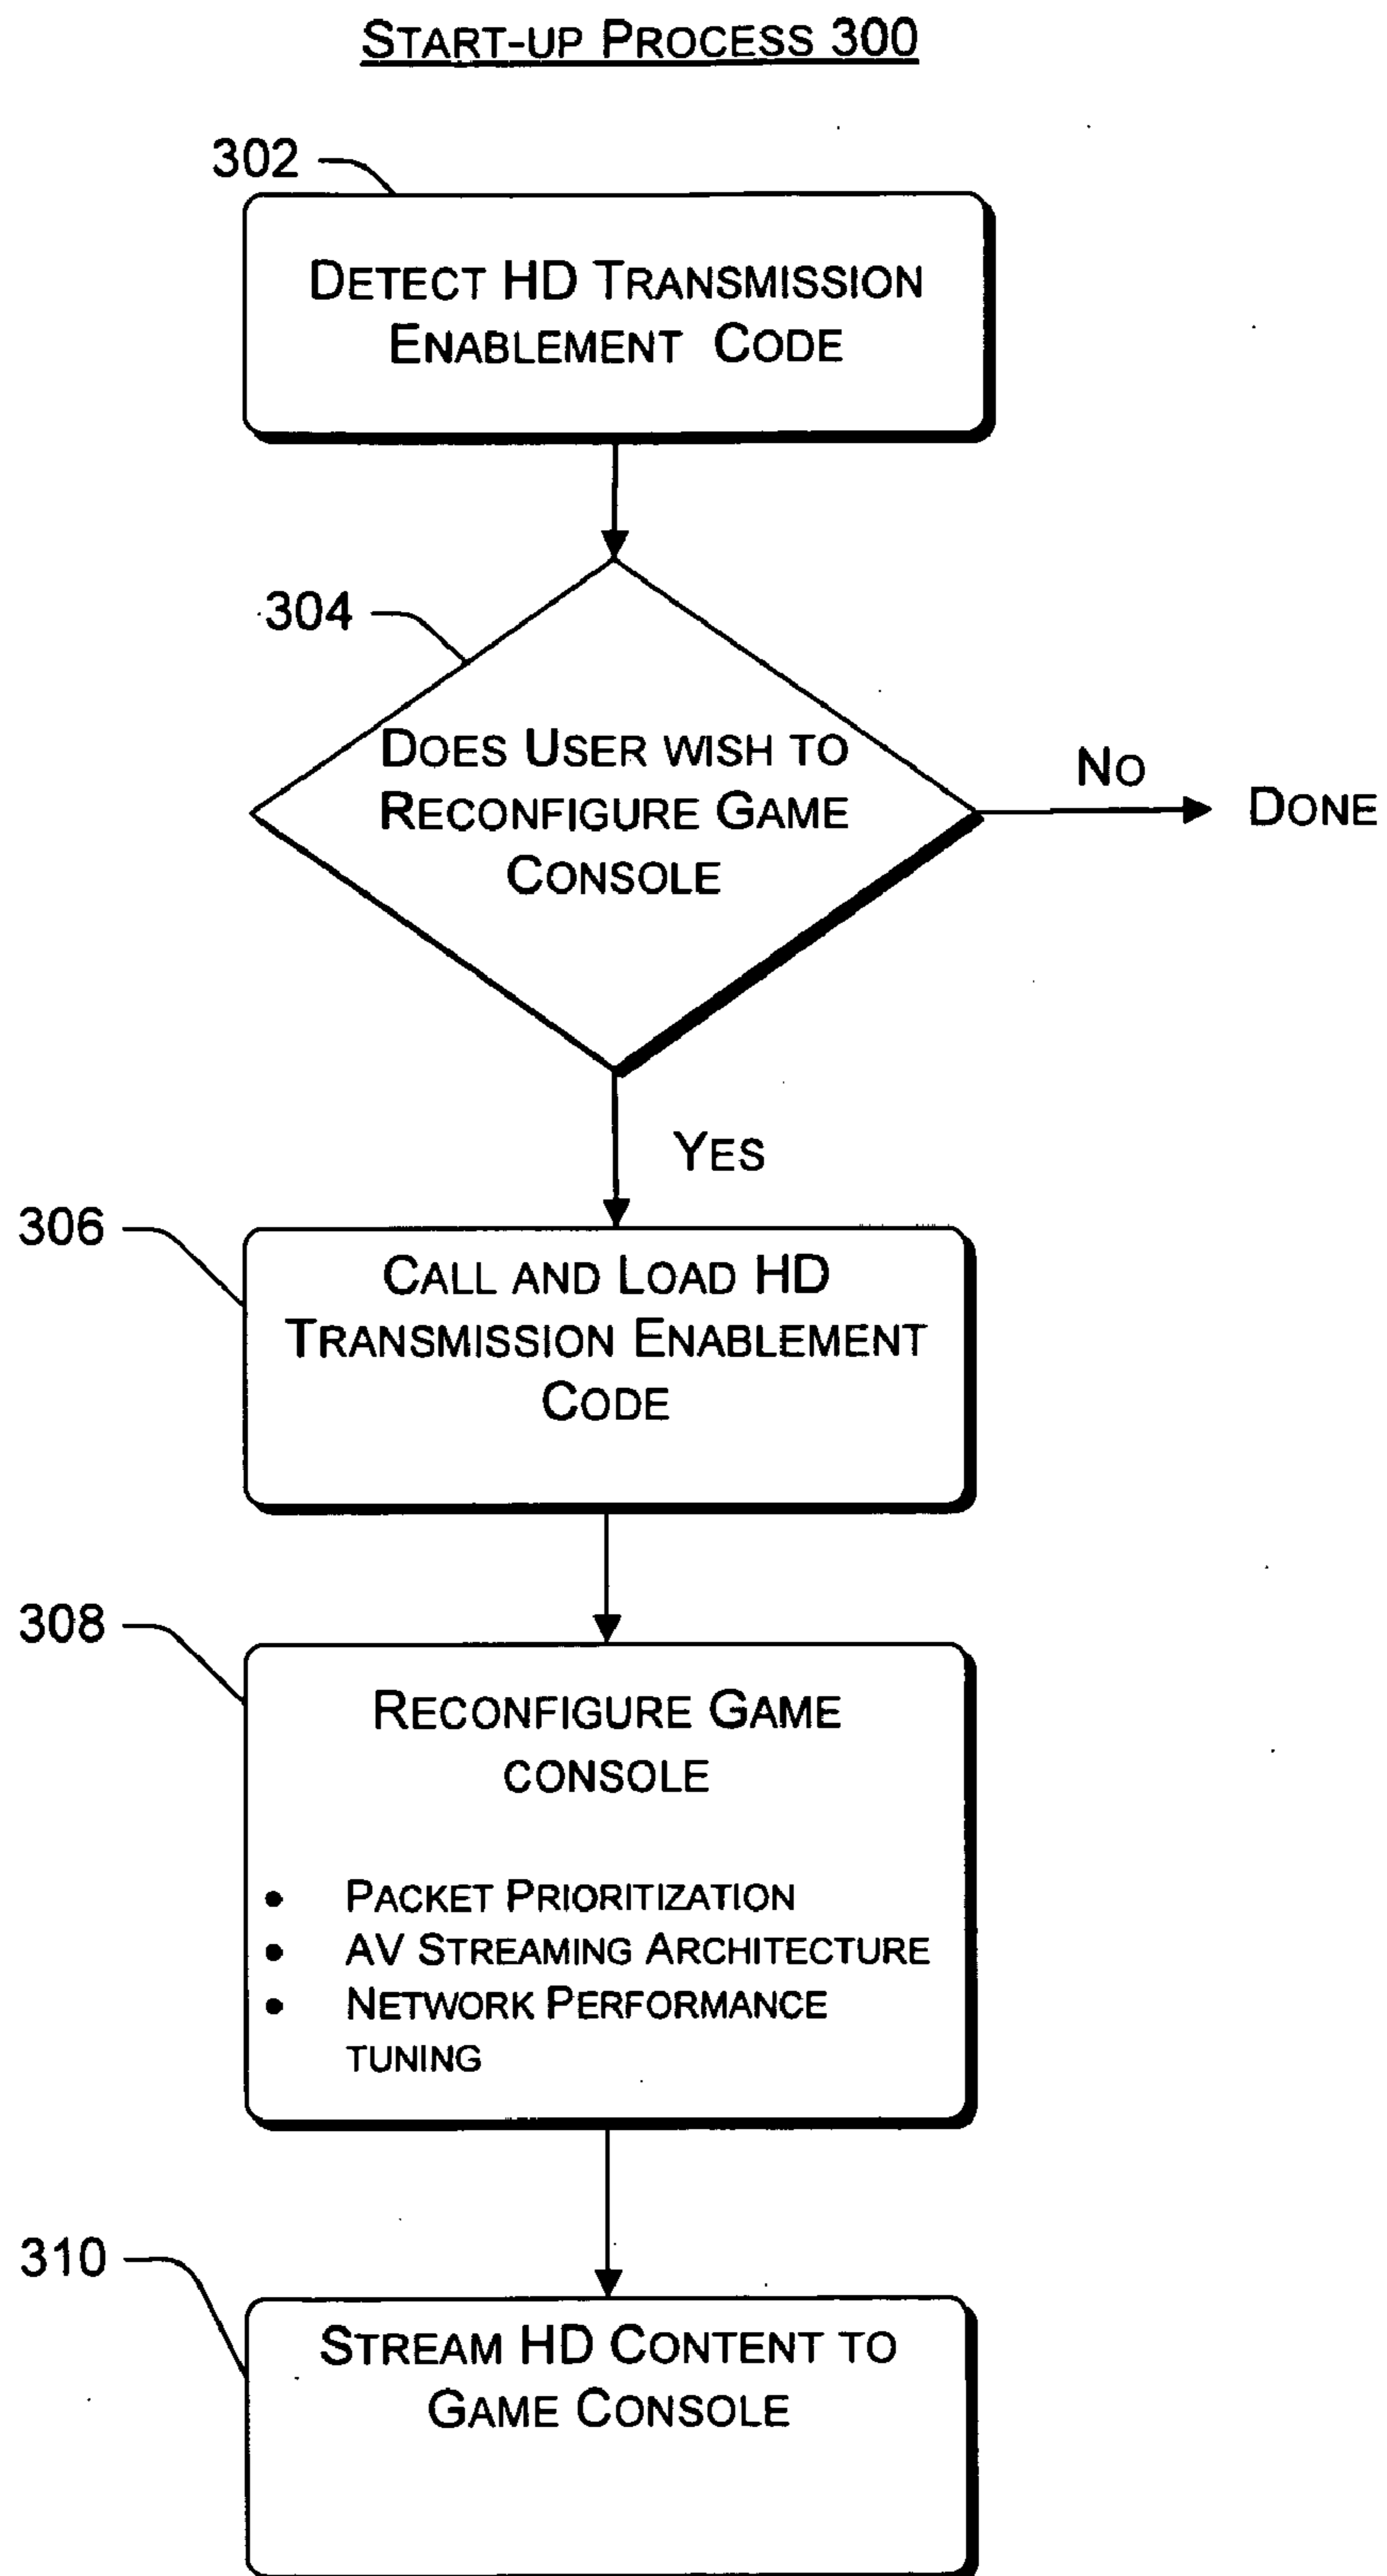 START-UP PROCESS 300
302
DETECT HD TRANSMISSION
ENABLEMENT CODE
304
DOES USER WISH TO
RECONFIGURE GAME
CONSOLE
NO
DONE
YES
306
CALL AND LOAD HD
TRANSMISSION ENABLEMENT
CODE
308
RECONFIGURE GAME
CONSOLE
• PACKET PRIORITIZATION
• AV STREAMING ARCHITECTURE
• NETWORK PERFORMANCE
TUNING
310
STREAM HD CONTENT TO
GAME CONSOLE